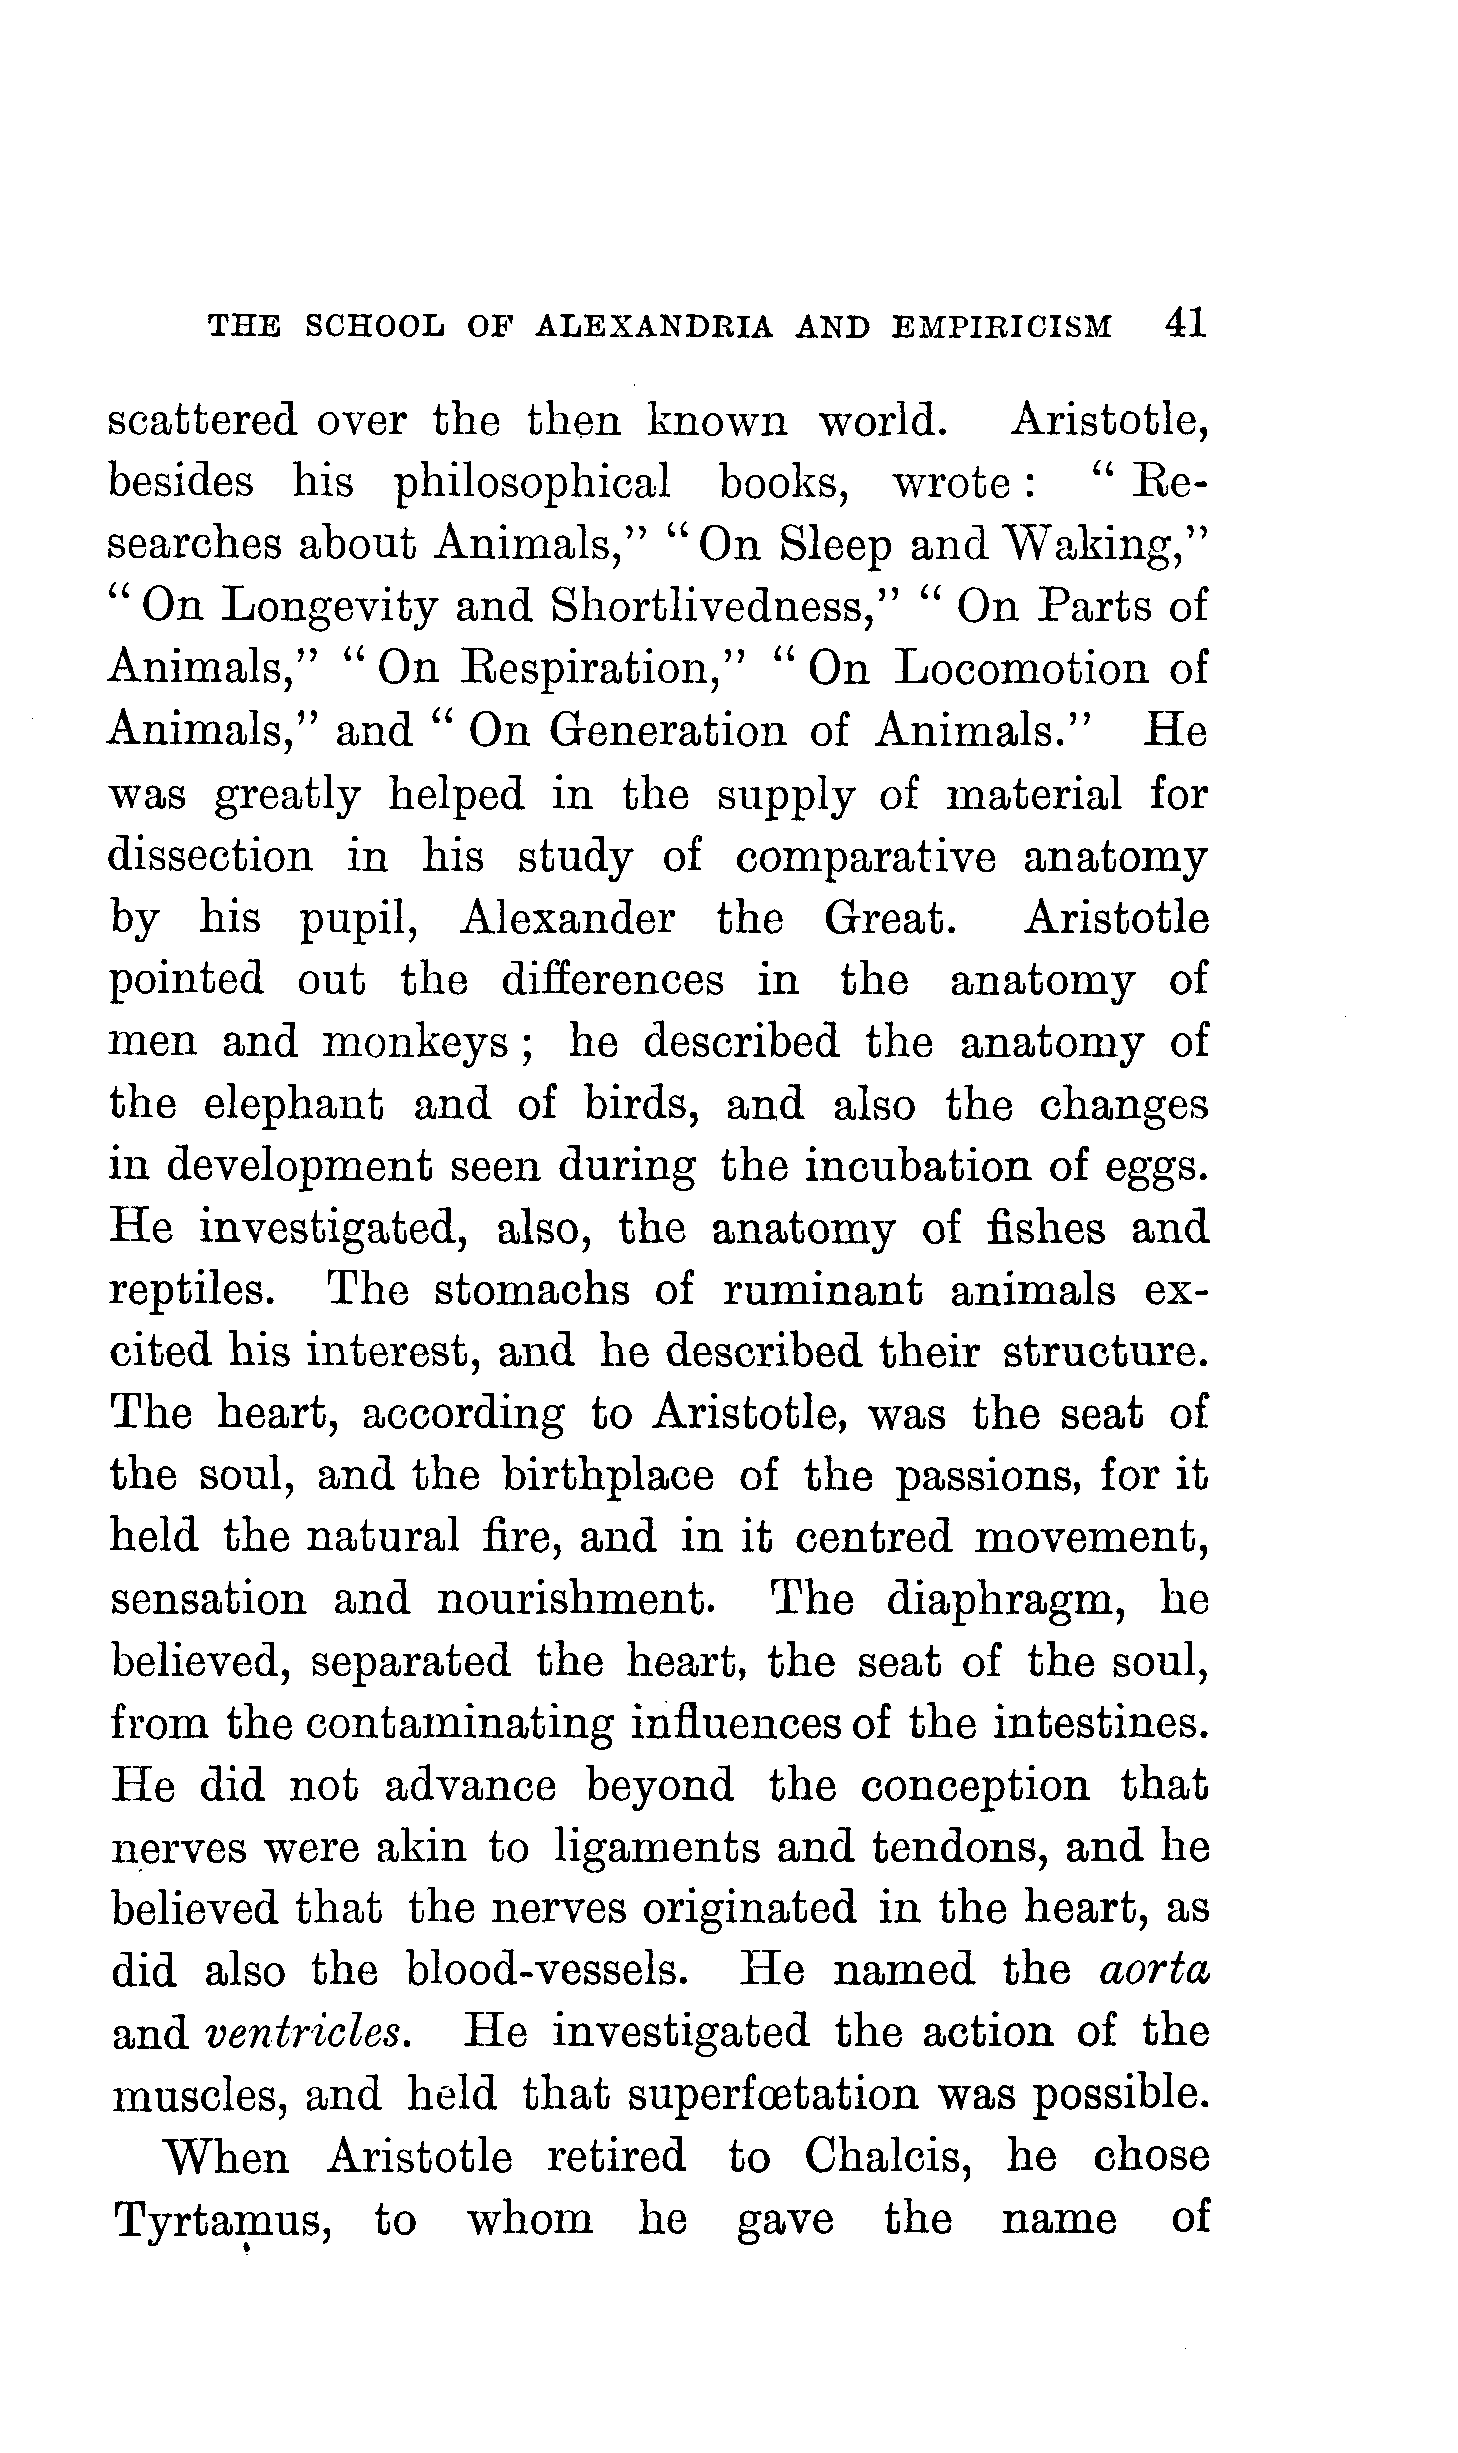 THE SCHOOL OF ALEXANDRIA AND EMPIRICISM 41
scattered over the then known world. Aristotle,
besides his philosophical books, wrote : “ Re-
searches about Animals,” “ On Sleep and Waking,”
“ On Longevity and Shortlivedness,” “ On Parts of
Animals,” “ On Respiration,” “ On Locomotion of
Animals,” and “ On Generation of Animals.” He
was greatly helped in the supply of material for
dissection in his study of comparative anatomy
by his pupil, Alexander the Great. Aristotle
pointed out the differences in the anatomy of
men and monkeys ; he described the anatomy of
the elephant and of birds, and also the changes
in development seen during the incubation of eggs.
He investigated, also, the anatomy of fishes and
reptiles. The stomachs of ruminant animals ex-
cited his interest, and he described their structure.
The heart, according to Aristotle, was the seat of
the soul, and the birthplace of the passions, for it
held the natural fire, and in it centred movement,
sensation and nourishment. The diaphragm, he
believed, separated the heart, the seat of the soul,
from the contaminating influences of the intestines.
He did not advance beyond the conception that
nerves were akin to ligaments and tendons, and he
believed that the nerves originated in the heart, as
did also the blood-vessels. He named the aorta
and ventricles. He investigated the action of the
muscles, and held that superfœtation was possible.
When Aristotle retired to Chalcis, he chose
Tyrtamus, to whom he gave the name of